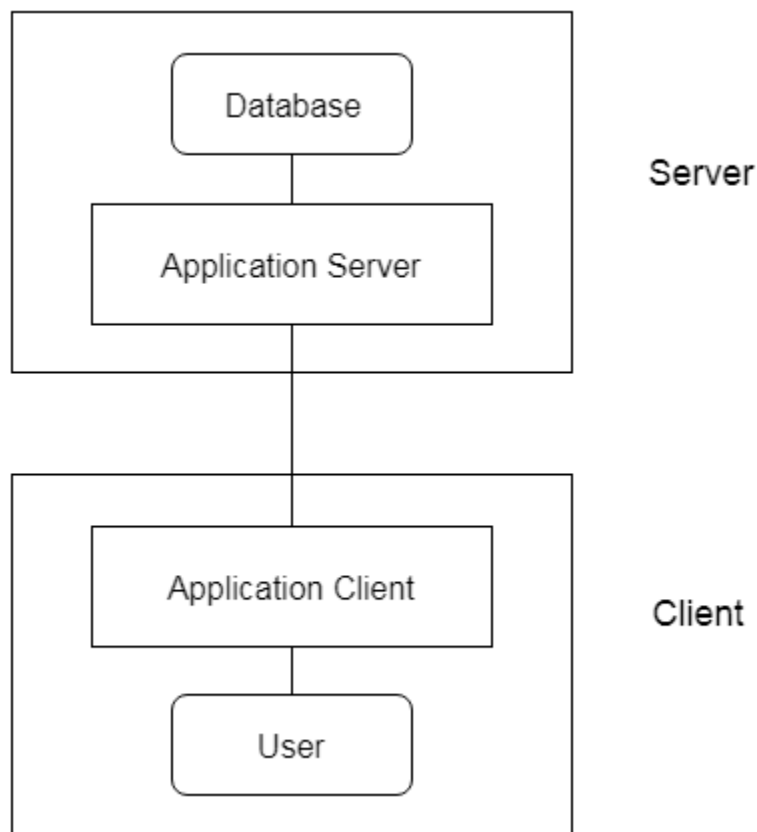 Database
Server
Application Server
Application Client
Client
User